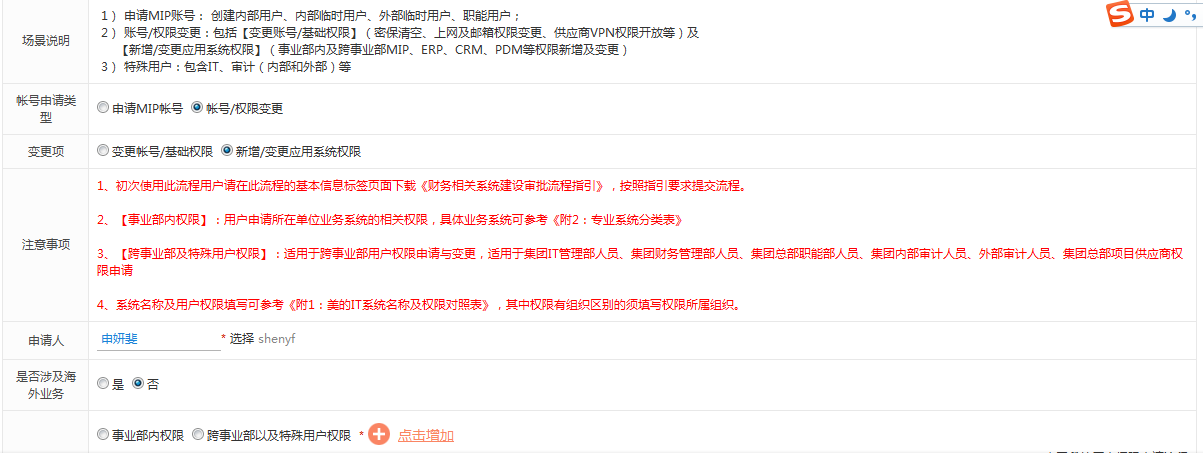 中
场景说明
1） 申请MIP账号： 创建内部用户、内部临时用户、外部临时用户、职能用户；
2） 账号/权限变更：包括【变更账号/基础权限】（密保清空、上网及邮箱权限变更、供应商VPN权限开放等）及
【新增/变更应用系统权限】（事业部内及跨事业部MIP、ERP、CRM、PDM等权限新增及变更）
3） 特殊用户：包含IT、审计（内部和外部）等
帐号申请类
型
申请MIP帐号 帐号/权限变更
变更项
变更帐号/基础权限 新增/变更应用系统权限
注意事项
1、初次使用此流程用户请在此流程的基本信息标签页面下载《财务相关系统建设审批流程指引》，按照指引要求提交流程。
2、【事业部内权限】：用户申请所在单位业务系统的相关权限，具体业务系统可参考《附2：专业系统分类表》
3、【跨事业部及特殊用户权限】：适用于跨事业部用户权限申请与变更，适用于集团IT管理部人员、集团财务管理部人员、集团总部职能部人员、集团内部审计人员、外部审计人员、集团总部项目供应商权
限申请
4、系统名称及用户权限填写可参考《附1：美的IT系统名称及权限对照表》，其中权限有组织区别的须填写权限所属组织。
申请人
申妍斐 * 选择 shenyf
是否涉及海
外业务
是 否
事业部内权限 跨事业部以及特殊用户权限 * 点击增加